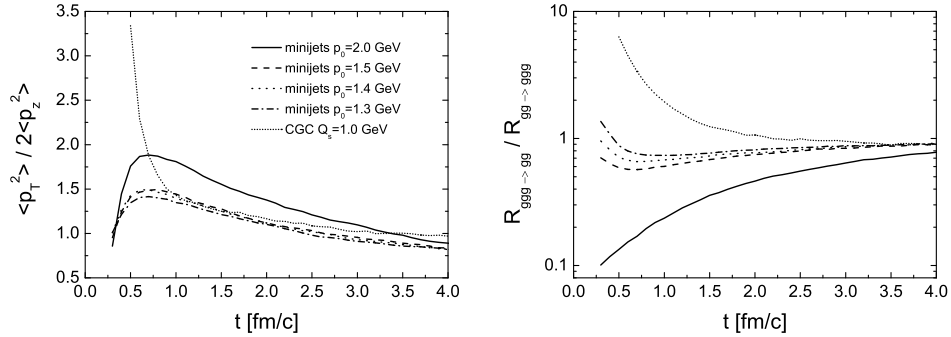 3.5
3.0
2.5
2.0
1.5
1.0
0.5
<p_T^2> / 2<p_z^2>
0.0 0.5 1.0 1.5 2.0 2.5 3.0 3.5 4.0
t [fm/c]
minijets p_0=2.0 GeV
minijets p_0=1.5 GeV
minijets p_0=1.4 GeV
minijets p_0=1.3 GeV
CGC Q_s=1.0 GeV
10
1
0.1
R_ggg -> gg / R_gg -> ggg
0.0 0.5 1.0 1.5 2.0 2.5 3.0 3.5 4.0
t [fm/c]